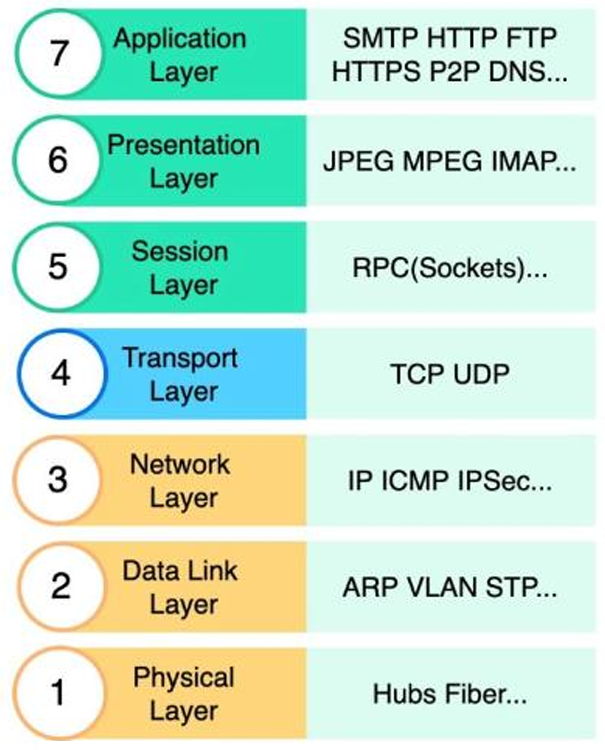 7
Application
Layer
SMTP HTTP FTP
HTTPS P2P DNS...
6
Presentation
Layer
JPEG MPEG IMAP...
5
Session
Layer
RPC(Sockets)...
4
Transport
Layer
TCP UDP
3
Network
Layer
IP ICMP IPSec...
2
Data Link
Layer
ARP VLAN STP...
1
Physical
Layer
Hubs Fiber...